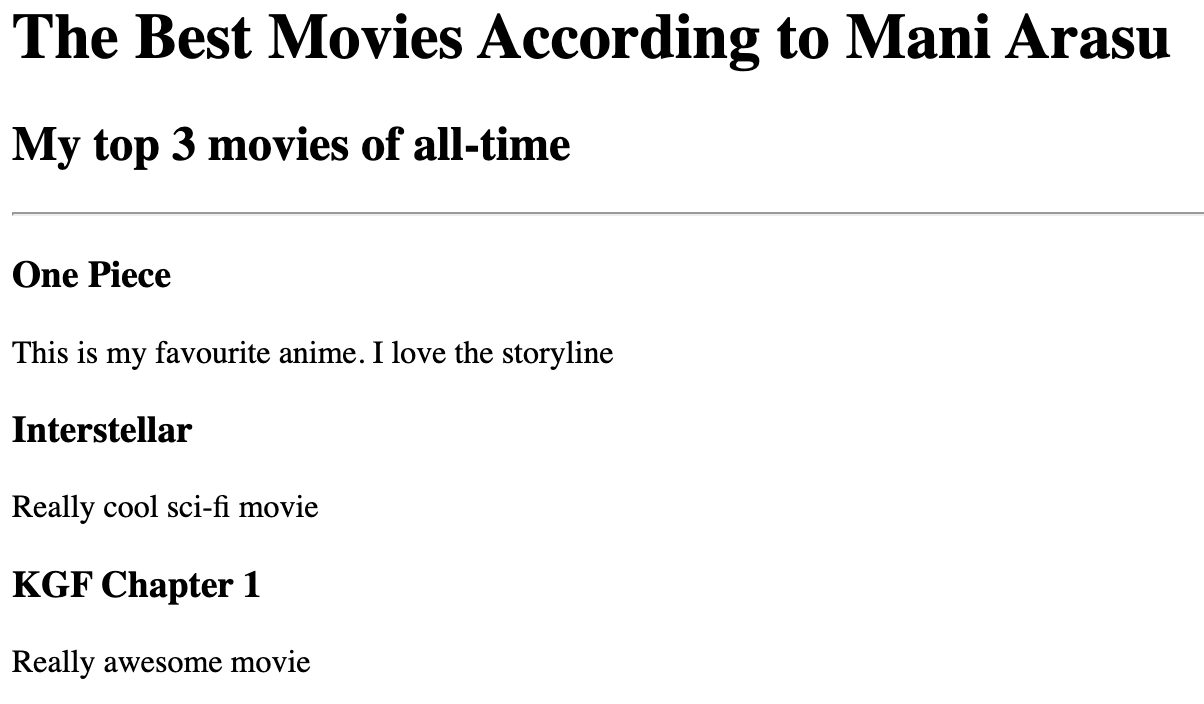 The Best Movies According to Mani Arasu
My top 3 movies of all-time
One Piece
This is my favourite anime. I love the storyline
Interstellar
Really cool sci-fi movie
KGF Chapter 1
Really awesome movie